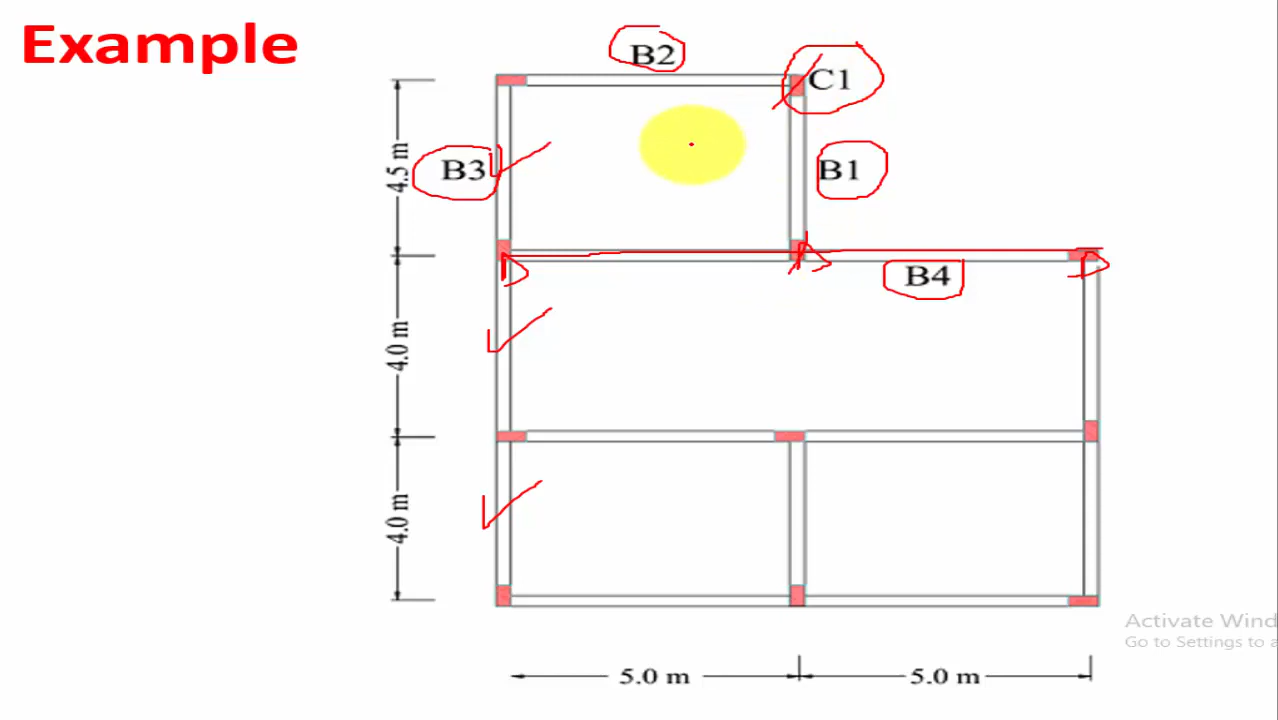 Example
B2
C1
4.5 m
B3
B1
B4
4.0 m
4.0 m
Activate Wind
Go to Settings to a
5.0 m
5.0 m